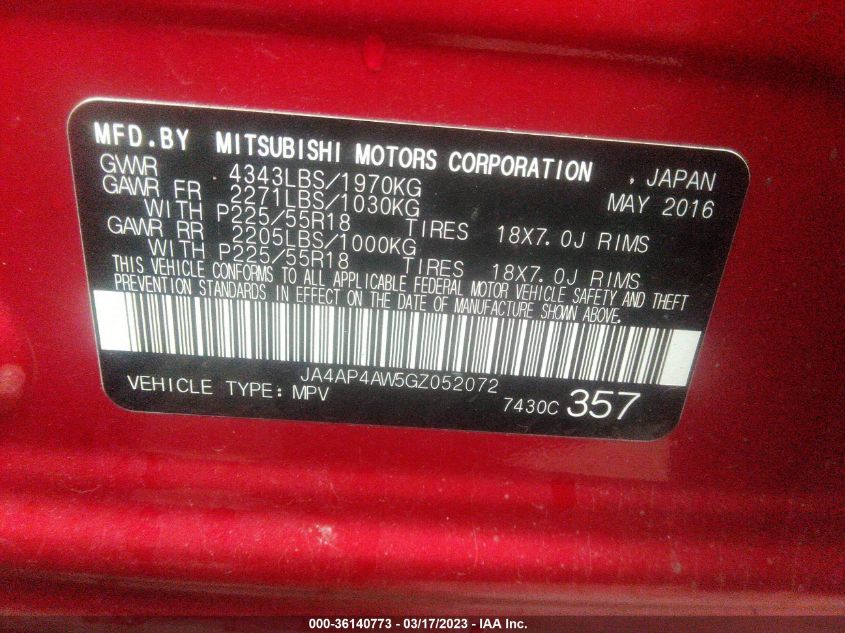 MFD.BY MITSUBISHI MOTORS CORPORATION , JAPAN
GVWR 4343LBS/1970KG MAY 2016
GAWR FR 2271LBS/1030KG
WITH P225/55R18 TIRES 18X7.0J RIMS
GAWR RR 2205LBS/1000KG
WITH P225/55R18 TIRES 18X7.0J RIMS
THIS VEHICLE CONFORMS TO ALL APPLICABLE FEDERAL MOTOR VEHICLE SAFETY AND THEFT
PREVENTION STANDARDS IN EFFECT ON THE DATE OF MANUFACTURE SHOWN ABOVE.
JA4AP4AW5GZ052072
VEHICLE TYPE: MPV 7430C 357
000-36140773 - 03/17/2023 - IAA Inc.